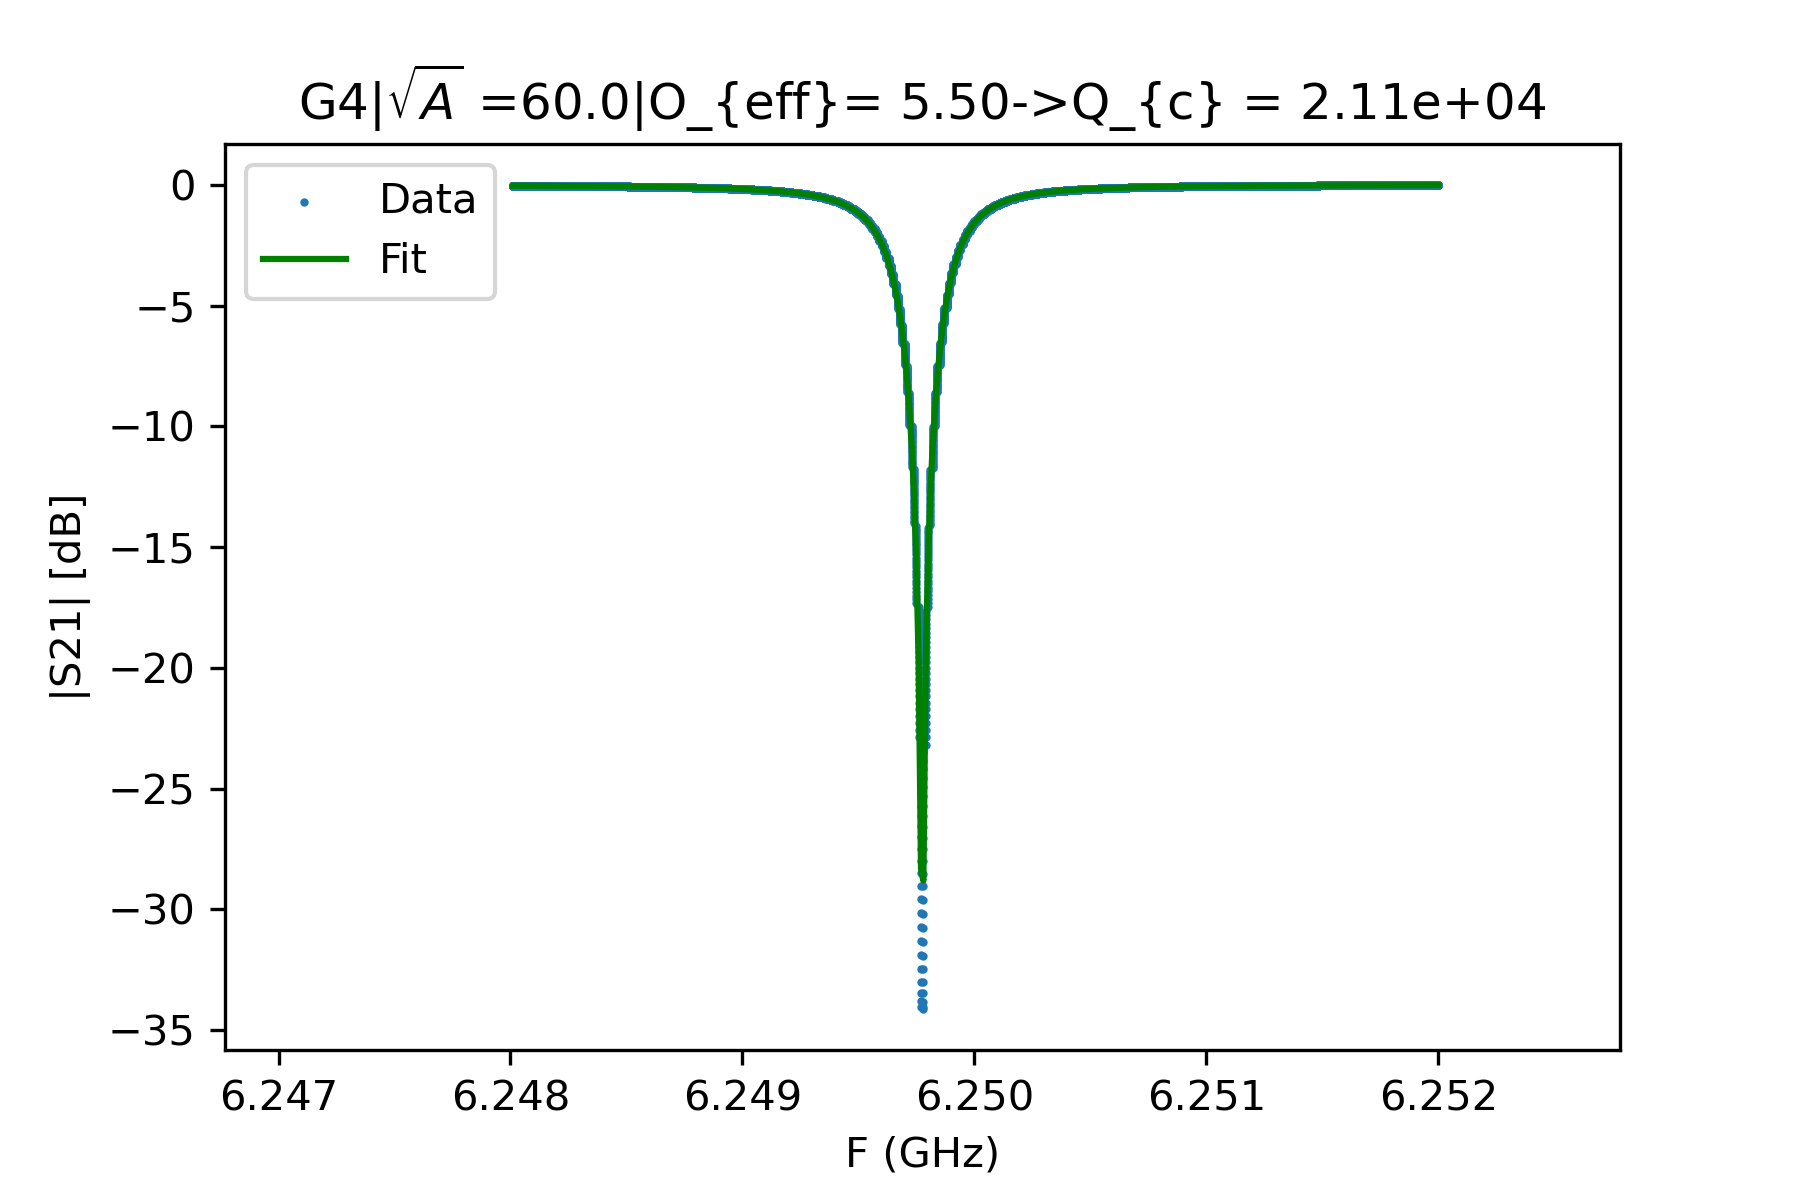 G4|√A =60.0|O_{eff}= 5.50->Q_{c} = 2.11e+04
Data
Fit
0
−5
−10
−15
−20
−25
−30
−35
|S21| [dB]
6.247 6.248 6.249 6.250 6.251 6.252
F (GHz)